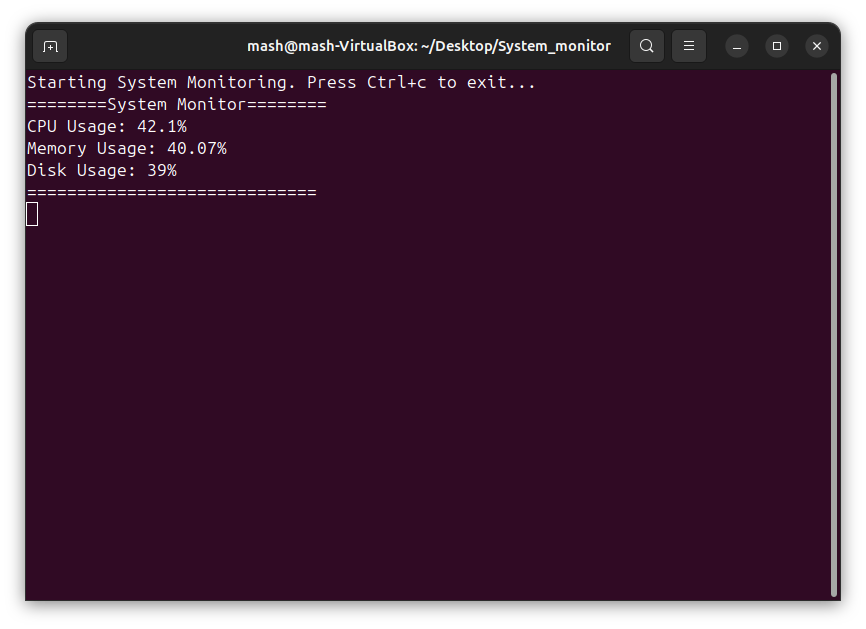 mash@mash-VirtualBox: ~/Desktop/System_monitor
Starting System Monitoring. Press Ctrl+c to exit...
========System Monitor========
CPU Usage: 42.1%
Memory Usage: 40.07%
Disk Usage: 39%
=============================